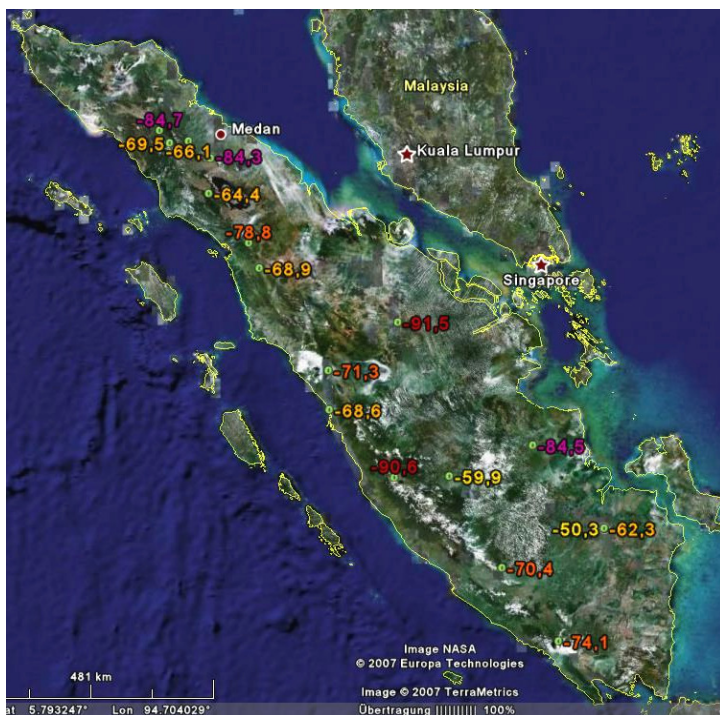 Malaysia
-84,7
Medan
Kuala Lumpur
-69,5
-66,1
-84,3
-64,4
-78,8
-68,9
Singapore
-91,5
-71,3
-68,6
-84,5
-90,6
-59,9
-50,3
-62,3
-70,4
-74,1
Image NASA
© 2007 Europa Technologies
481 km
Image © 2007 TerraMetrics
at 5.793247° Lon 94.704029°
Übertragung |||||||||| 100%